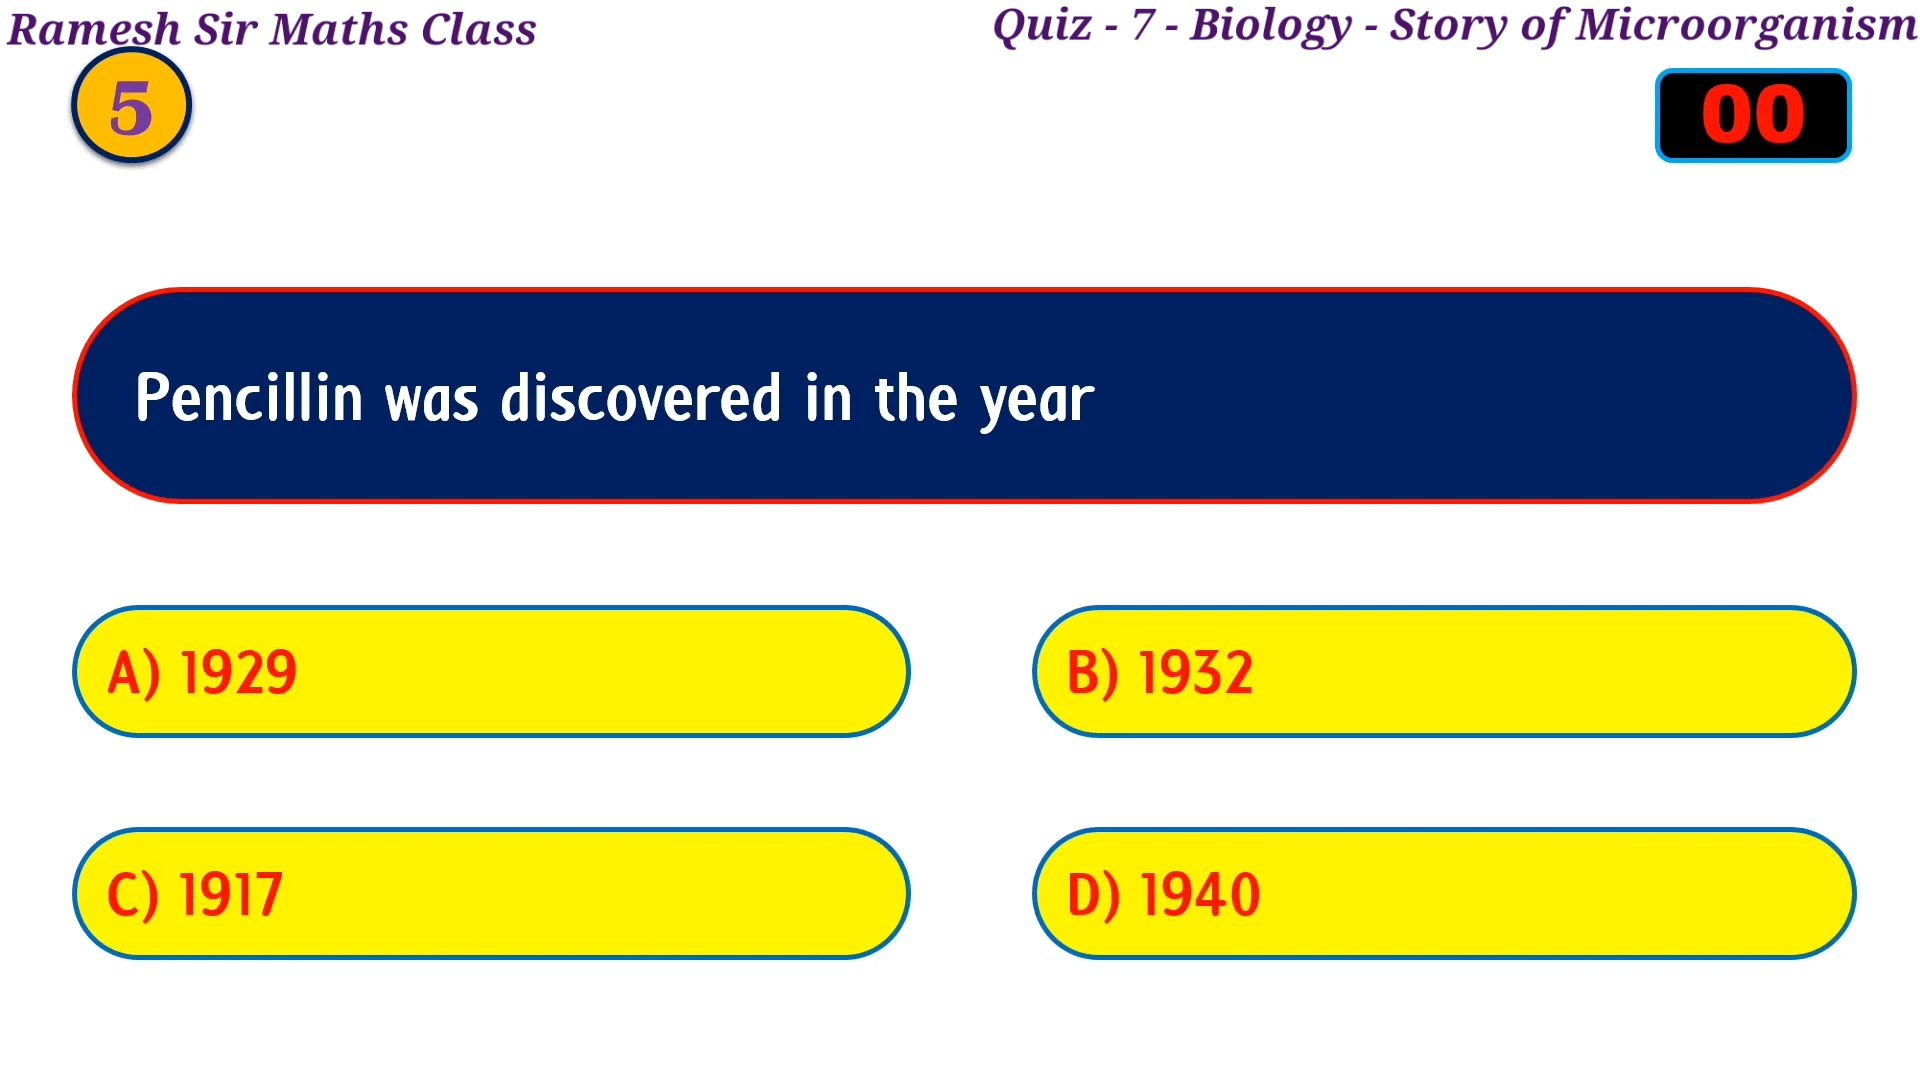 Ramesh Sir Maths Class
Quiz - 7 - Biology - Story of Microorganism
5
00
Pencillin was discovered in the year
A) 1929
B) 1932
C) 1917
D) 1940